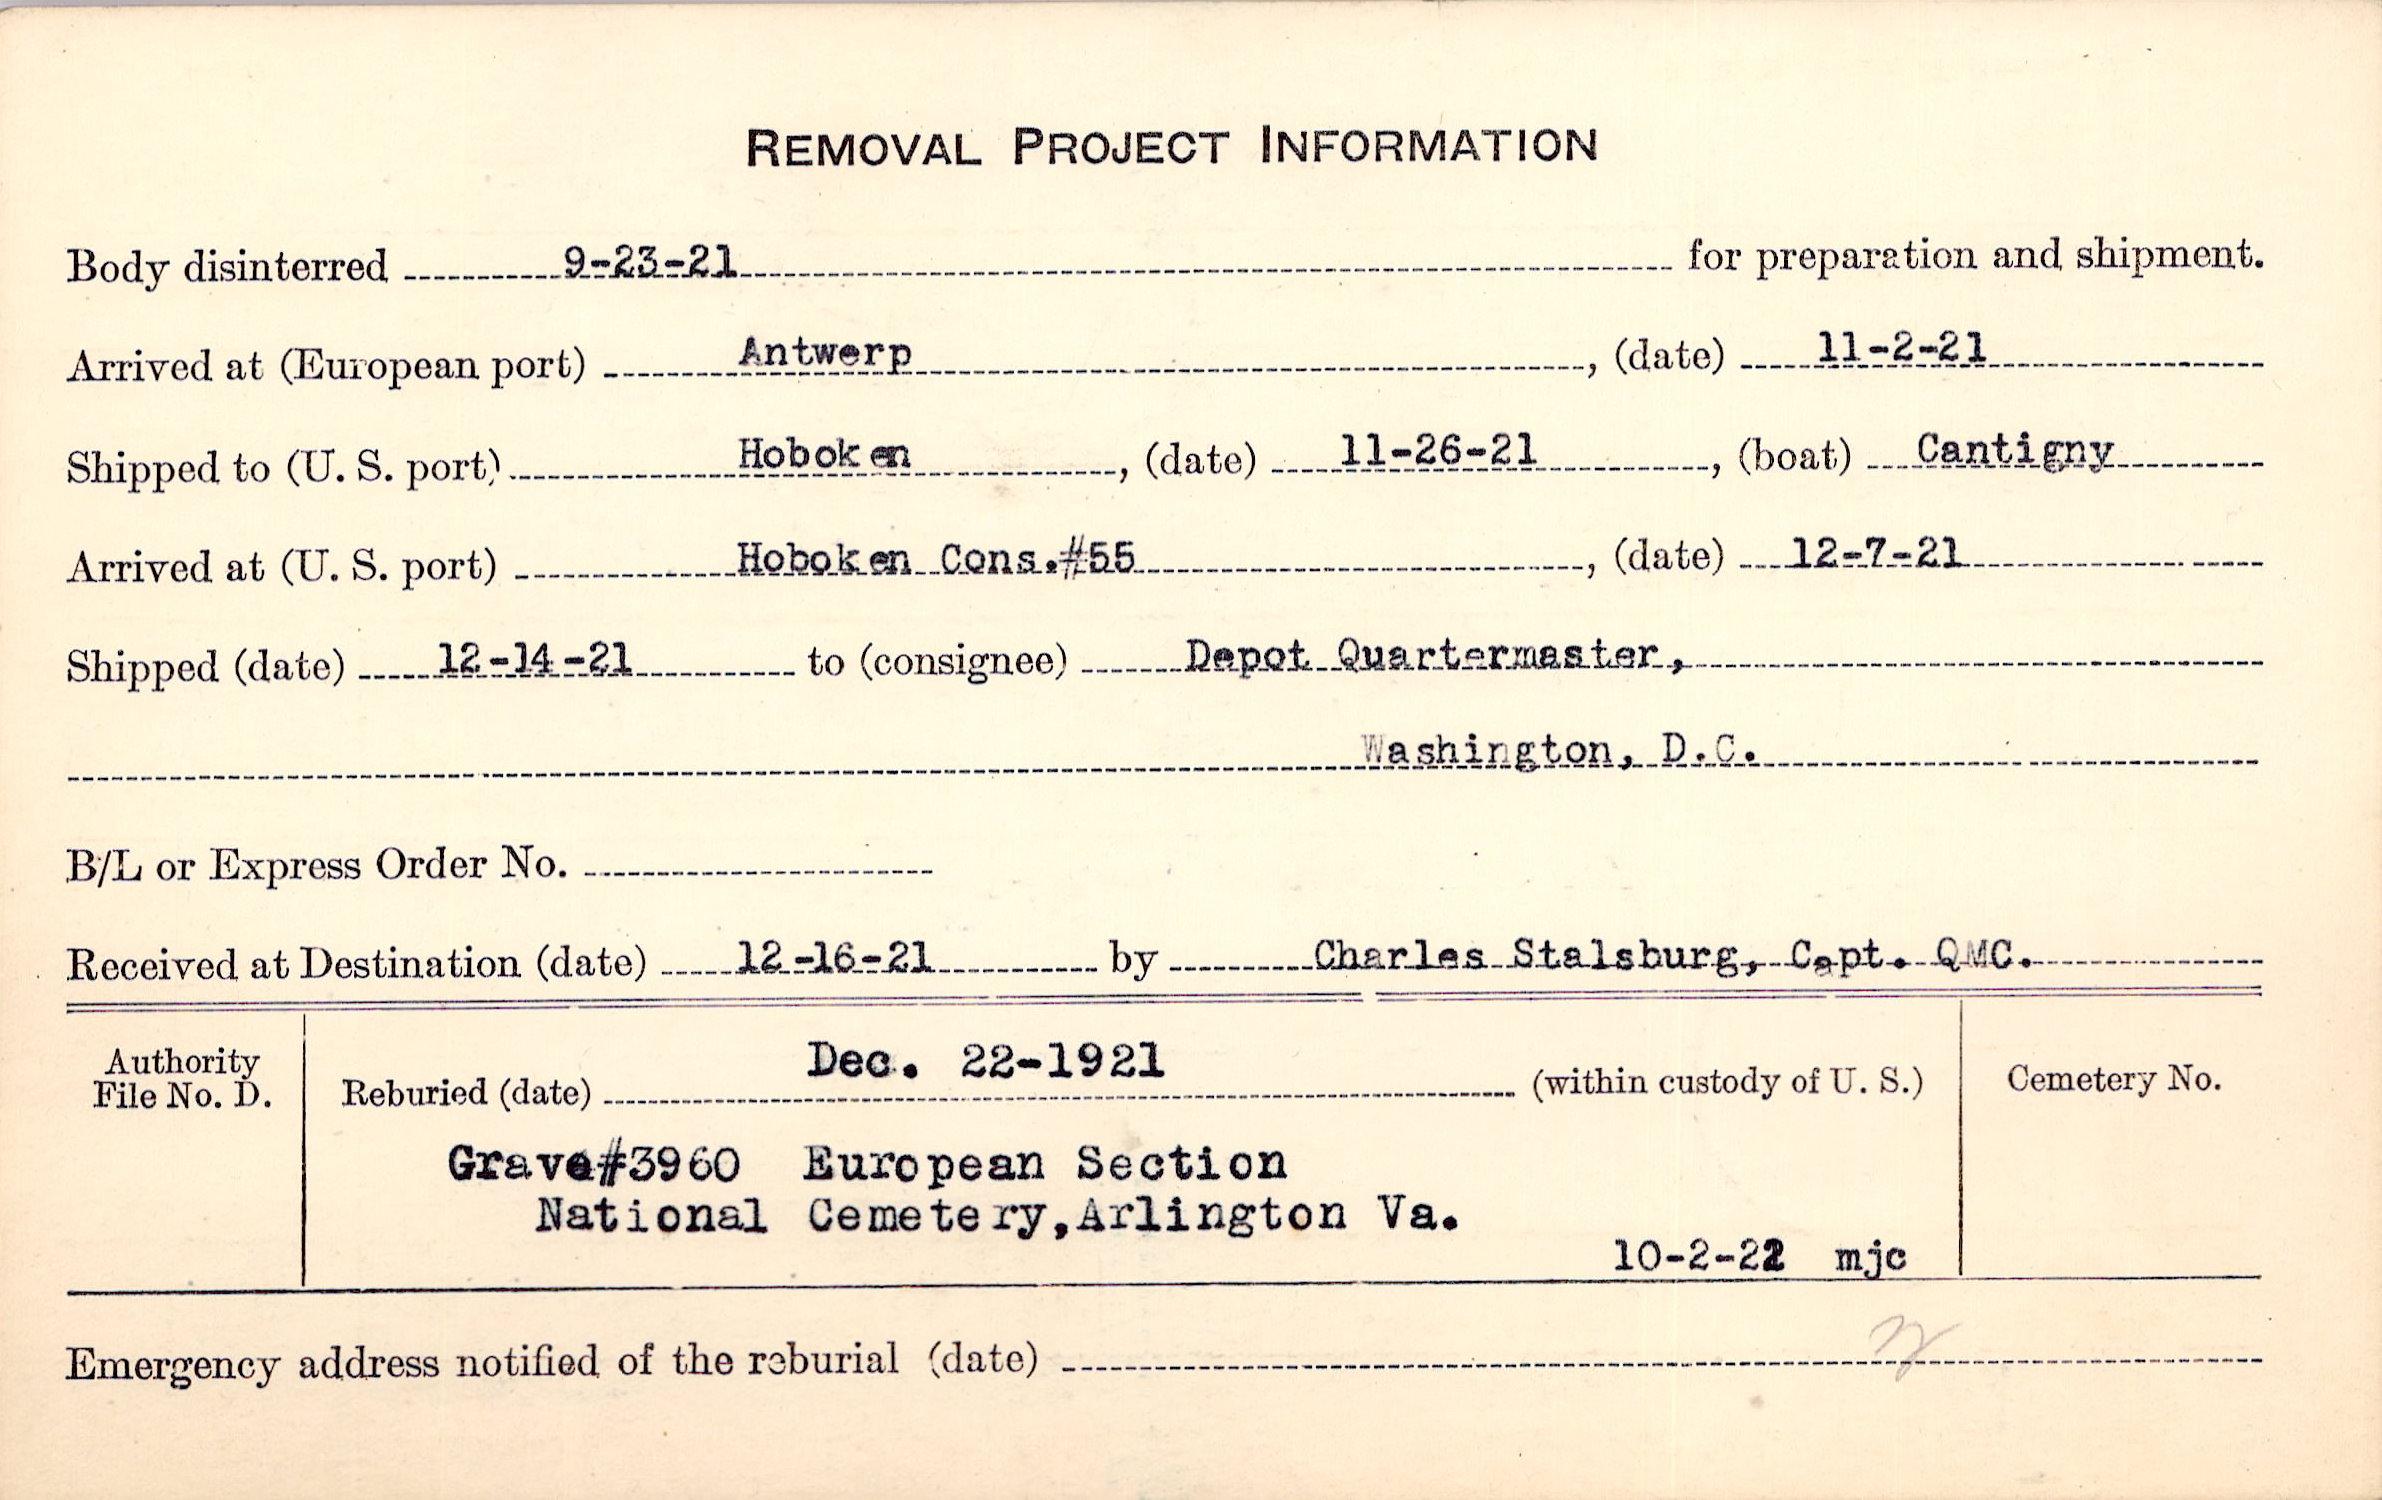 REMOVAL PROJECT INFORMATION
Body disinterred 9-23-21 for preparation and shipment.
Arrived at (European port) Antwerp, (date) 11-2-21
Shipped to (U. S. port) Hoboken, (date) 11-26-21, (boat) Cantigny
Arrived at (U. S. port) Hoboken Cons.#55, (date) 12-7-21
Shipped (date) 12-14-21 to (consignee) Depot Quartermaster,
Washington, D.C.
B/L or Express Order No.
Received at Destination (date) 12-16-21 by Charles Stalsburg, Capt. QMC.
Authority
File No. D.
Reburied (date) Dec. 22-1921 (within custody of U. S.)
Cemetery No.
Grave#3960 European Section
National Cemetery,Arlington Va.
mjc
Emergency address notified of the reburial (date)